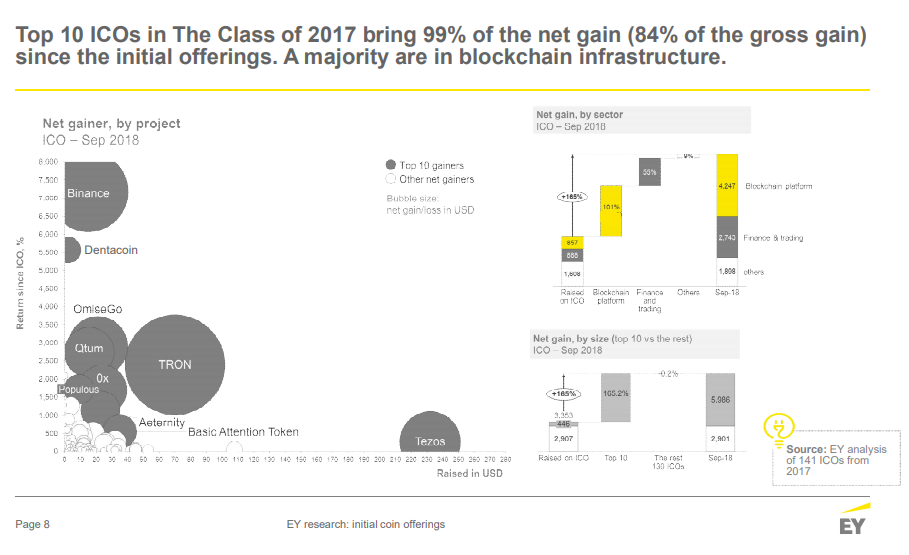 Top 10 ICOs in The Class of 2017 bring 99% of the net gain (84% of the gross gain)
since the initial offerings. A majority are in blockchain infrastructure.
Net gainer, by project
ICO – Sep 2018
Top 10 gainers
Other net gainers
Bubble size:
net gain/loss in USD
Return since ICO, %
8,000
7,500
7,000
6,500
6,000
5,500
5,000
4,500
4,000
3,500
3,000
2,500
2,000
1,500
1,000
500
0
Binance
Dentacoin
OmiseGo
Qtum
TRON
0x
Populous
Aeternity
Basic Attention Token
Tezos
0 10 20 30 40 50 60 70 80 90 100 110 120 130 140 150 160 170 180 190 200 210 220 230 240 250 260 270 280
Raised in USD
Net gain, by sector
ICO – Sep 2018
+165%
857
888
1,608
101%
55%
9%
4,247
2,743
1,898
Blockchain platform
Finance & trading
others
Raised on ICO
Blockchain platform
Finance and trading
Others
Sep-18
Net gain, by size (top 10 vs the rest)
ICO – Sep 2018
+165%
3,353
446
2,907
165.2%
-0.2%
5,986
2,901
Raised on ICO
Top 10
The rest
139 ICOs
Sep-18
Source: EY analysis
of 141 ICOs from
2017
Page 8
EY research: initial coin offerings
EY